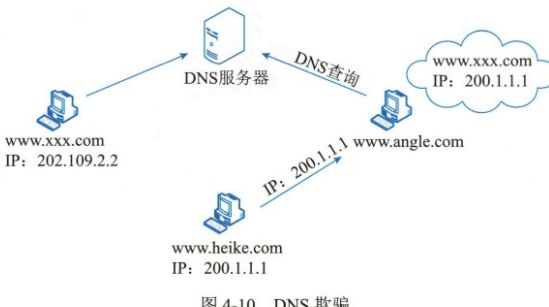 DNS服务器
DNS查询
www.xxx.com
IP：200.1.1.1
www.xxx.com
IP：202.109.2.2
www.angle.com
IP：200.1.1.1
www.heike.com
IP：200.1.1.1
图 4-10 DNS 欺骗